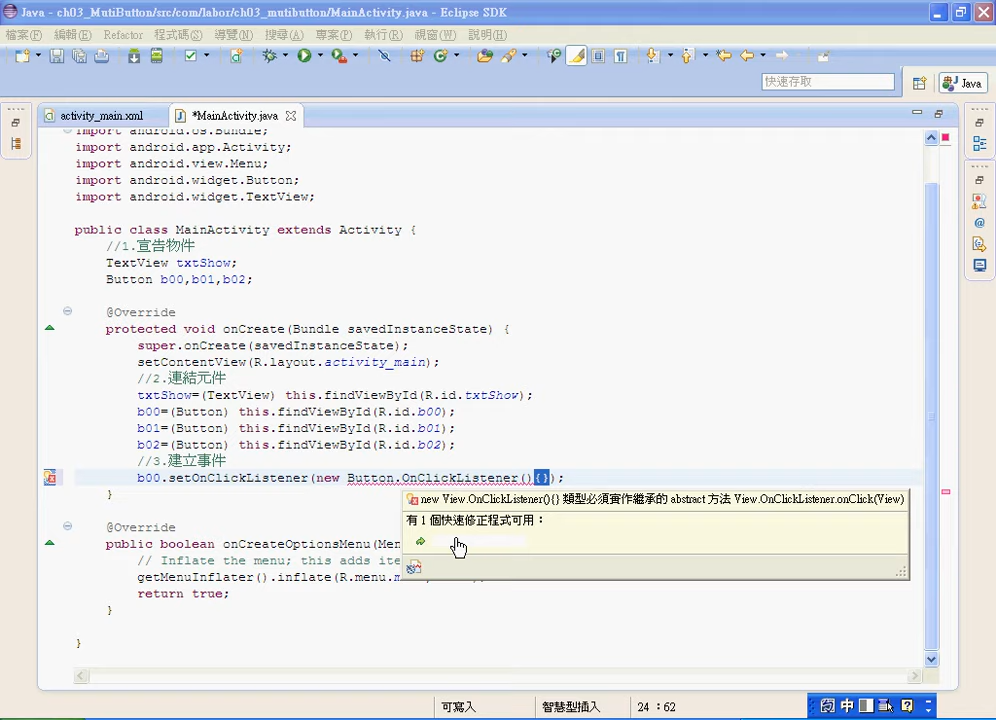 Java - ch03_MutiButton/src/com/labor/ch03_mutibutton/MainActivity.java - Eclipse SDK
檔案(F) 編輯(E) Refactor 程式碼(S) 導覽(N) 搜尋(A) 專案(P) 執行(R) 視窗(W) 說明(H)
快速存取
Java
activity_main.xml
*MainActivity.java
import android.os.Bundle;
import android.app.Activity;
import android.view.Menu;
import android.widget.Button;
import android.widget.TextView;
public class MainActivity extends Activity {
//1.宣告物件
TextView txtShow;
Button b00,b01,b02;
@Override
protected void onCreate(Bundle savedInstanceState) {
super.onCreate(savedInstanceState);
setContentView(R.layout.activity_main);
//2.連結元件
txtShow=(TextView) this.findViewById(R.id.txtShow);
b00=(Button) this.findViewById(R.id.b00);
b01=(Button) this.findViewById(R.id.b01);
b02=(Button) this.findViewById(R.id.b02);
//3.建立事件
b00.setOnClickListener(new Button.OnClickListener(){});
}
new View.OnClickListener(){} 類型必須實作繼承的 abstract 方法 View.OnClickListener.onClick(View)
有 1 個快速修正程式可用：
@Override
public boolean onCreateOptionsMenu(Men
// Inflate the menu; this adds ite
getMenuInflater().inflate(R.menu.m
return true;
}
}
可寫入
智慧型插入
24 : 62
中